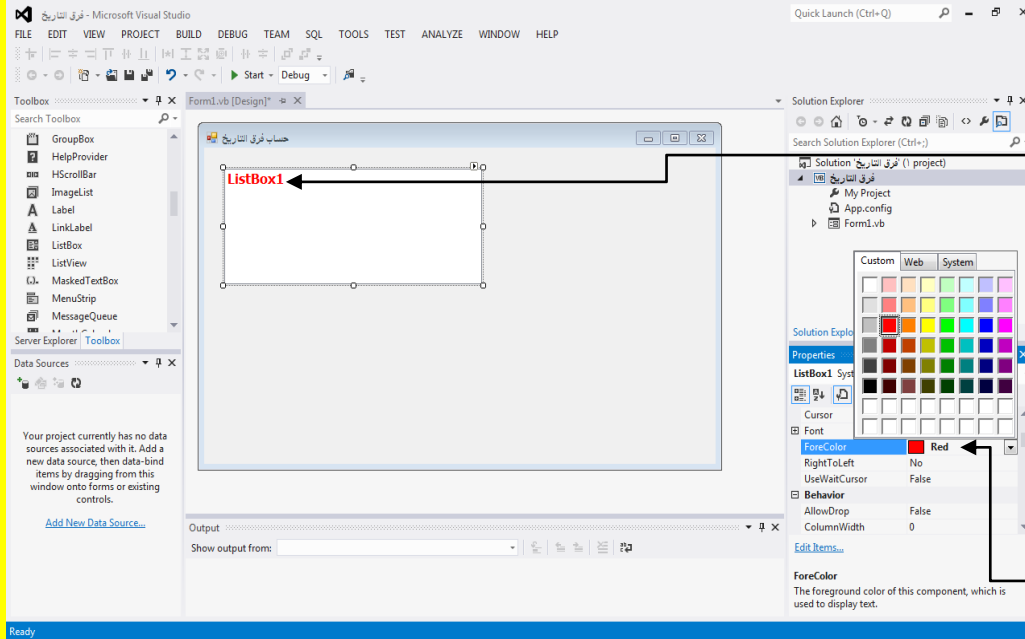 فرق التاريخ - Microsoft Visual Studio
Quick Launch (Ctrl+Q)
FILE EDIT VIEW PROJECT BUILD DEBUG TEAM SQL TOOLS TEST ANALYZE WINDOW HELP
Start Debug
Toolbox
Search Toolbox
GroupBox
HelpProvider
HScrollBar
ImageList
Label
LinkLabel
ListBox
ListView
MaskedTextBox
MenuStrip
MessageQueue
Server Explorer Toolbox
Data Sources
Your project currently has no data
sources associated with it. Add a
new data source, then data-bind
items by dragging from this
window onto forms or existing
controls.
Add New Data Source...
Form1.vb [Design]*
حساب فرق التاريخ
ListBox1
Output
Show output from:
Solution Explorer
Search Solution Explorer (Ctrl+;)
Solution 'فرق التاريخ' (١ project)
فرق التاريخ
My Project
App.config
Form1.vb
Custom Web System
Solution Explo
Properties
ListBox1 Syst
Cursor
Font
ForeColor Red
RightToLeft No
UseWaitCursor False
Behavior
AllowDrop False
ColumnWidth 0
Edit Items...
ForeColor
The foreground color of this component, which is
used to display text.
Ready